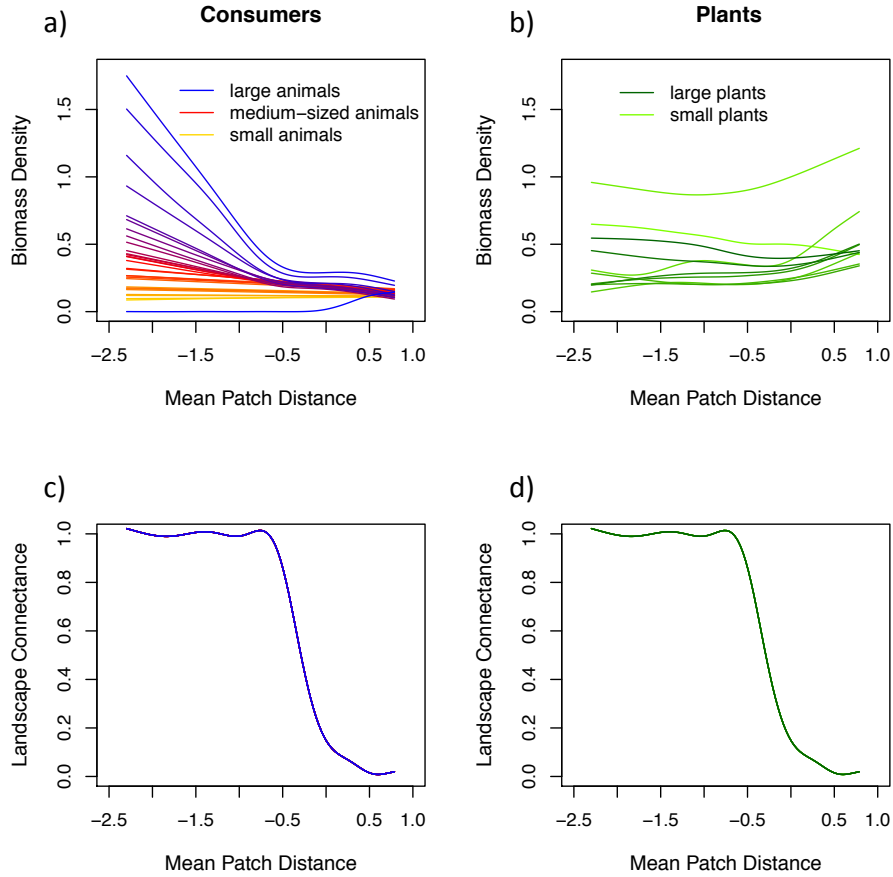 a) Consumers
large animals
medium−sized animals
small animals
Biomass Density
0.0 0.5 1.0 1.5
−2.5 −1.5 −0.5 0.5 1.0
Mean Patch Distance
b) Plants
large plants
small plants
Biomass Density
0.0 0.5 1.0 1.5
−2.5 −1.5 −0.5 0.5 1.0
Mean Patch Distance
c)
Landscape Connectance
0.0 0.2 0.4 0.6 0.8 1.0
−2.5 −1.5 −0.5 0.5 1.0
Mean Patch Distance
d)
Landscape Connectance
0.0 0.2 0.4 0.6 0.8 1.0
−2.5 −1.5 −0.5 0.5 1.0
Mean Patch Distance